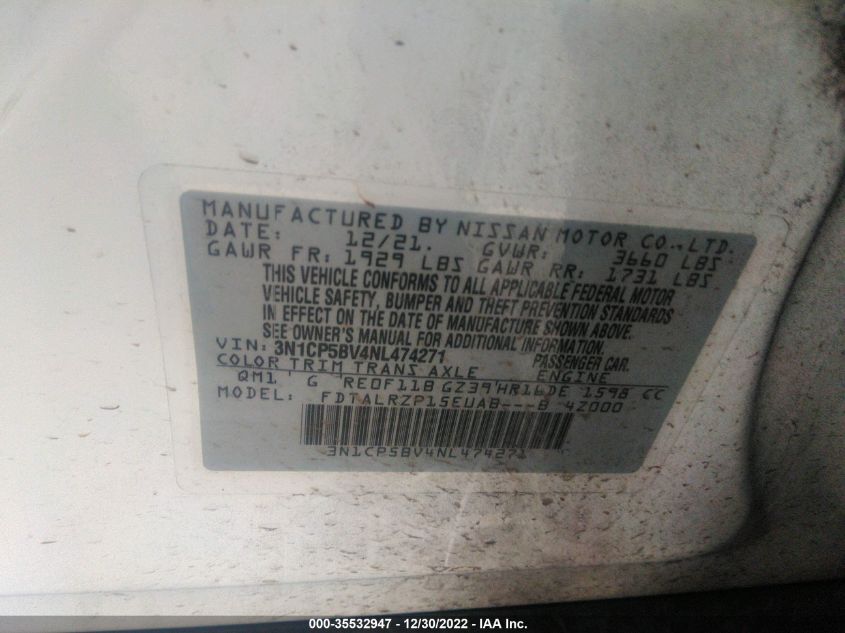 MANUFACTURED BY NISSAN MOTOR CO.,LTD.
DATE: 12/21. GVWR: 3660 LBS
GAWR FR: 1929 LBS GAWR RR: 1731 LBS
THIS VEHICLE CONFORMS TO ALL APPLICABLE FEDERAL MOTOR
VEHICLE SAFETY, BUMPER AND THEFT PREVENTION STANDARDS
IN EFFECT ON THE DATE OF MANUFACTURE SHOWN ABOVE.
SEE OWNER'S MANUAL FOR ADDITIONAL INFORMATION.
VIN: 3N1CP5BV4NL474271 PASSENGER CAR.
COLOR TRIM TRANS AXLE ENGINE
QM1 G RE0F11B GZ39 HR16DE 1598 CC
MODEL: FDTALRZP15EUAB---B 4Z000
3N1CP5BV4NL474271
000-35532947 - 12/30/2022 - IAA Inc.